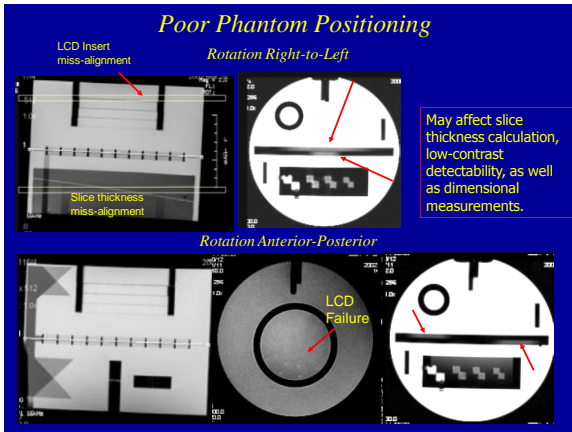 Poor Phantom Positioning
LCD Insert
miss-alignment
Rotation Right-to-Left
May affect slice
thickness calculation,
low-contrast
detectability, as well
as dimensional
measurements.
Slice thickness
miss-alignment
Rotation Anterior-Posterior
2002
LCD
Failure